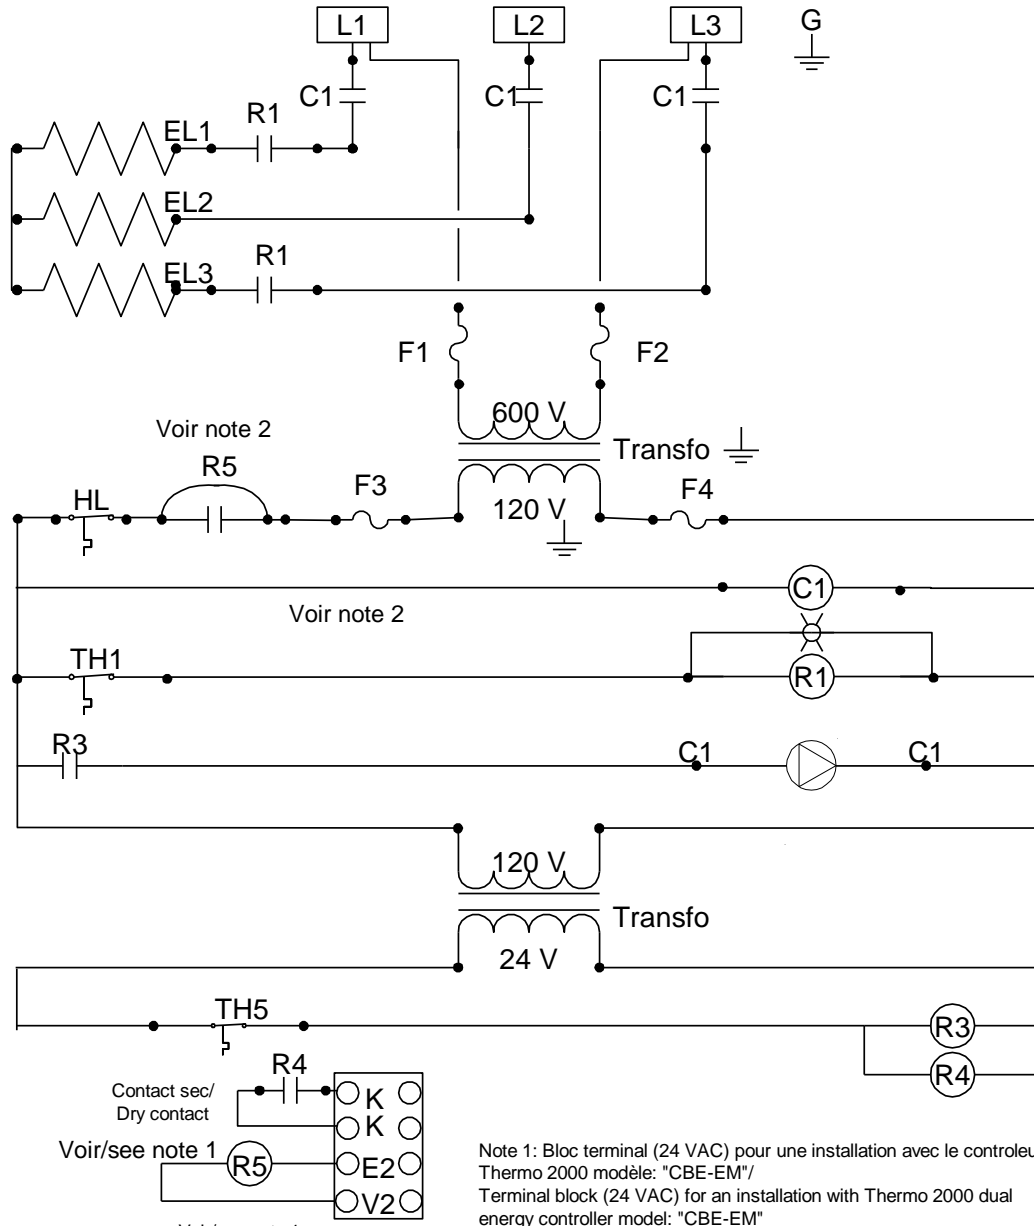 L1 L2 L3 G
C1 C1 C1
R1
EL1
EL2
R1
EL3
F1 F2
600 V
Voir note 2
Transfo
R5
F3 F4
HL 120 V
C1
Voir note 2
TH1
R1
R3 C1 C1
120 V
Transfo
24 V
TH5
R3
R4
R4
Contact sec/
Dry contact
K
K
Voir/see note 1
R5
E2
V2
Note 1: Bloc terminal (24 VAC) pour une installation avec le controleu
Thermo 2000 modèle: "CBE-EM"/
Terminal block (24 VAC) for an installation with Thermo 2000 dual
energy controller model: "CBE-EM"